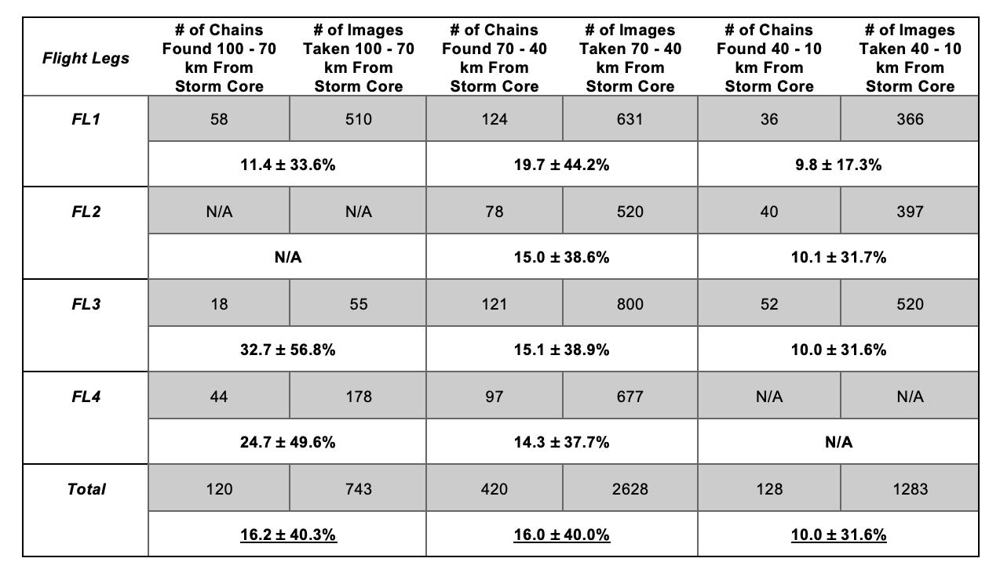 Flight Legs
# of Chains
Found 100 - 70
km From
Storm Core
# of Images
Taken 100 - 70
km From
Storm Core
# of Chains
Found 70 - 40
km From
Storm Core
# of Images
Taken 70 - 40
km From
Storm Core
# of Chains
Found 40 - 10
km From
Storm Core
# of Images
Taken 40 - 10
km From
Storm Core
FL1 58 510 124 631 36 366
11.4 ± 33.6% 19.7 ± 44.2% 9.8 ± 17.3%
FL2 N/A N/A 78 520 40 397
N/A 15.0 ± 38.6% 10.1 ± 31.7%
FL3 18 55 121 800 52 520
32.7 ± 56.8% 15.1 ± 38.9% 10.0 ± 31.6%
FL4 44 178 97 677 N/A N/A
24.7 ± 49.6% 14.3 ± 37.7% N/A
Total 120 743 420 2628 128 1283
16.2 ± 40.3% 16.0 ± 40.0% 10.0 ± 31.6%